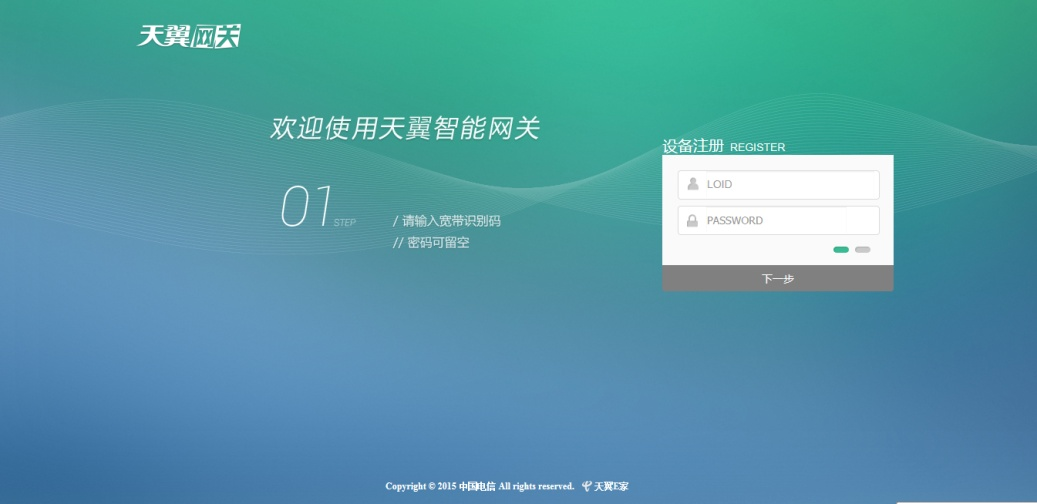 天翼网关
欢迎使用天翼智能网关
01 STEP
/ 请输入宽带识别码
// 密码可留空
设备注册 REGISTER
LOID
PASSWORD
下一步
Copyright © 2015 中国电信 All rights reserved. 天翼E家